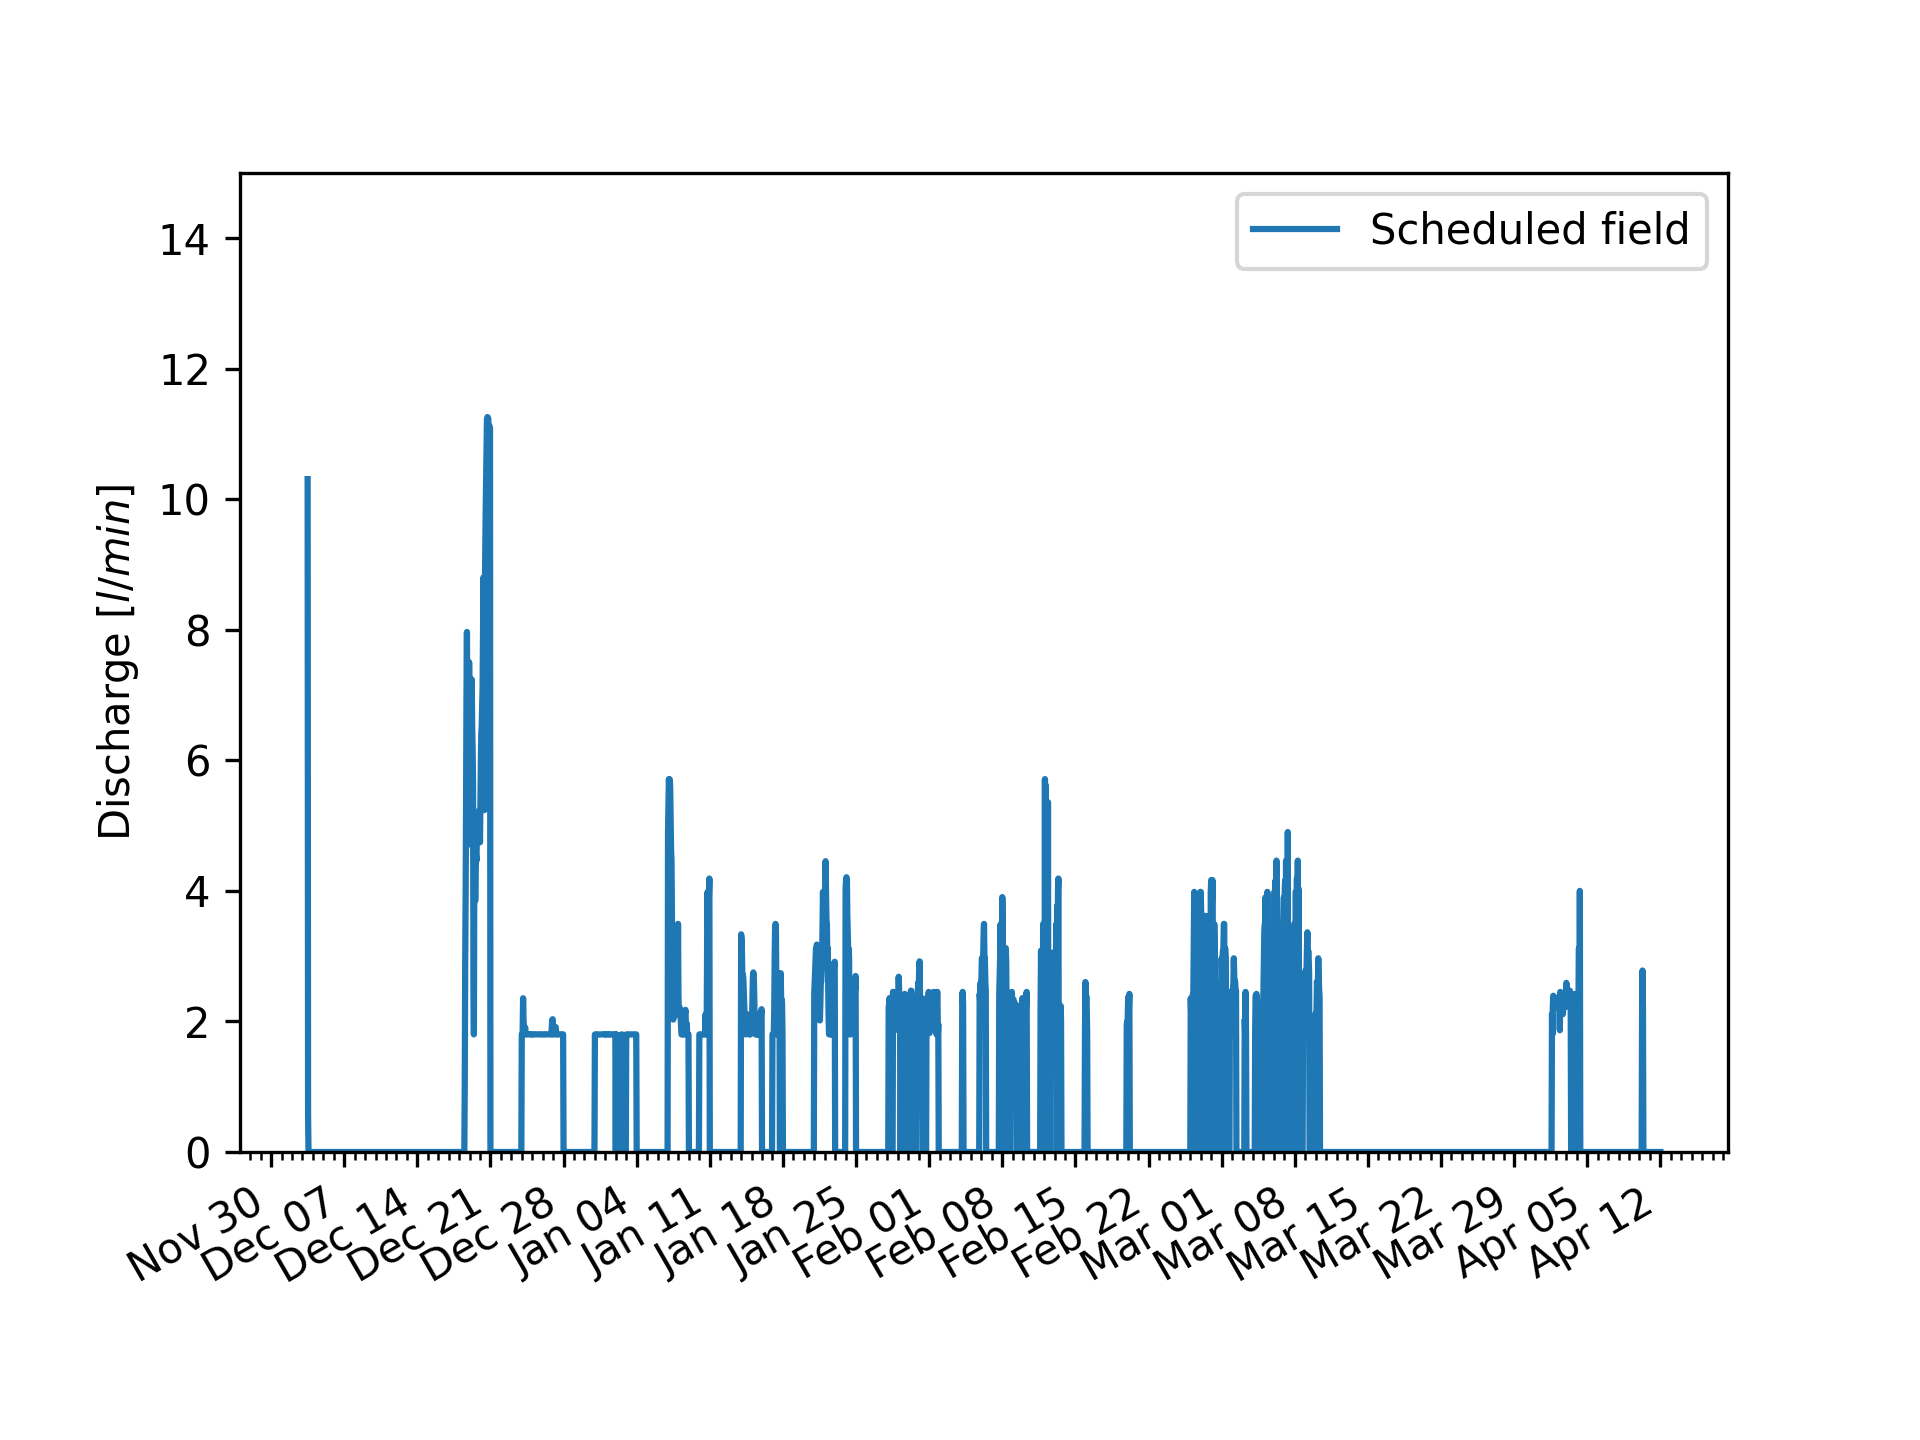 Scheduled field
Discharge [l/min]
14
12
10
8
6
4
2
0
Nov 30
Dec 07
Dec 14
Dec 21
Dec 28
Jan 04
Jan 11
Jan 18
Jan 25
Feb 01
Feb 08
Feb 15
Feb 22
Mar 01
Mar 08
Mar 15
Mar 22
Mar 29
Apr 05
Apr 12